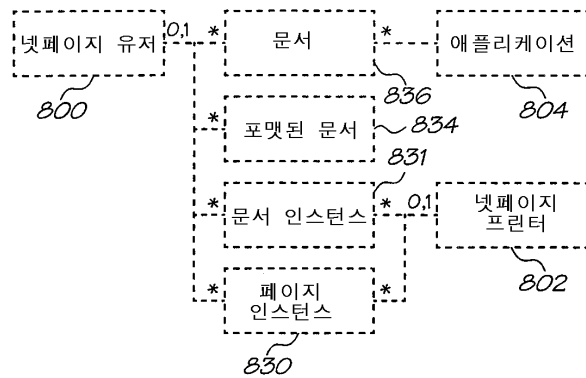 넷페이지 유저
0,1
*
문서
*
애플리케이션
800
836
804
*
포맷된 문서
834
831
*
문서 인스턴스
*
0,1
넷페이지
프린터
802
*
페이지
인스턴스
*
830